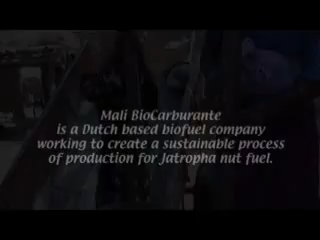 Mali BioCarburante
is a Dutch based biofuel company
working to create a sustainable process
of production for Jatropha nut fuel.